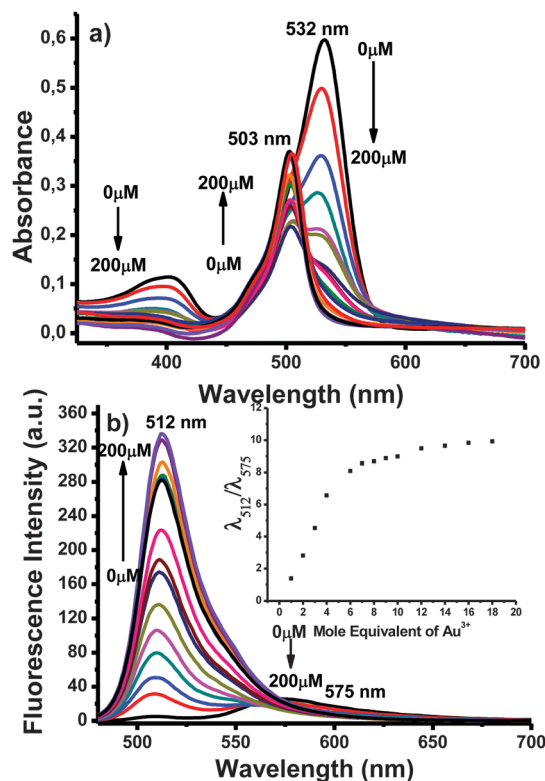 a)
532 nm
0μM
200μM
503 nm
200μM
0μM
0μM
200μM
Absorbance
0,6
0,5
0,4
0,3
0,2
0,1
0,0
400
500
600
700
Wavelength (nm)
b)
512 nm
200μM
0μM
Fluorescence Intensity (a.u.)
360
320
280
240
200
160
120
80
40
0
λ512/λ575
12
10
8
6
4
2
0
0 2 4 6 8 10 12 14 16 18 20
Mole Equivalent of Au3+
0μM
200μM
575 nm
500
550
600
650
700
Wavelength (nm)